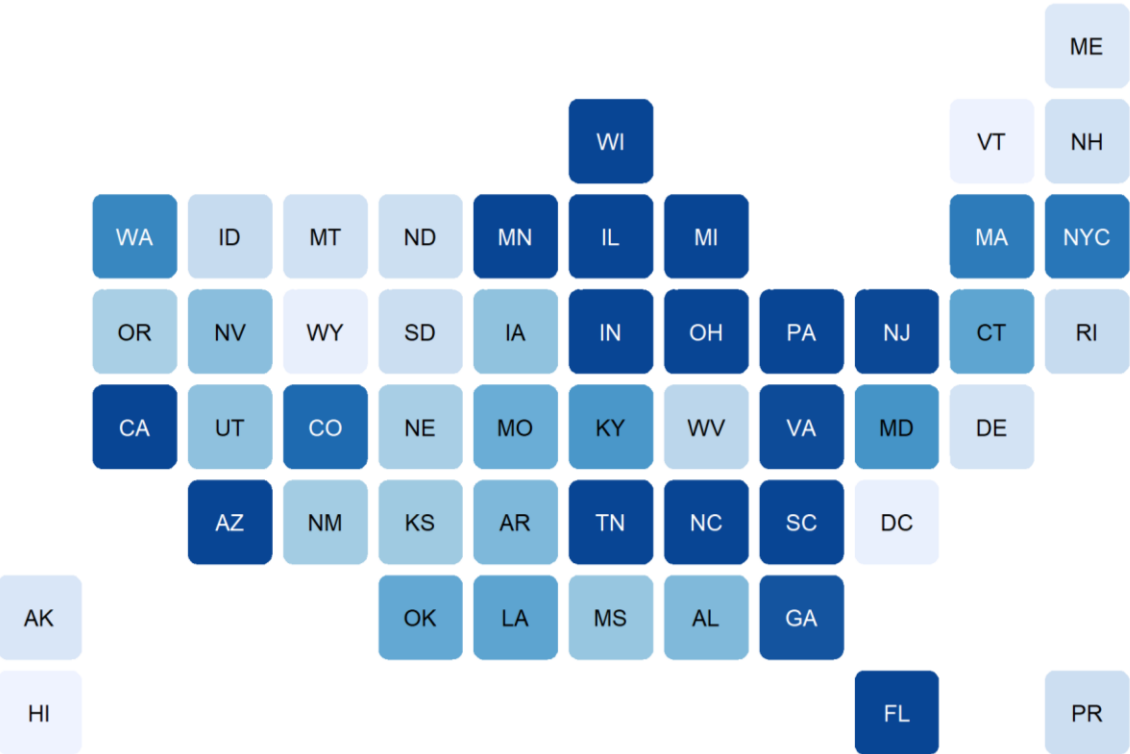 ME
WI VT NH
WA ID MT ND MN IL MI MA NYC
OR NV WY SD IA IN OH PA NJ CT RI
CA UT CO NE MO KY WV VA MD DE
AZ NM KS AR TN NC SC DC
AK OK LA MS AL GA
HI FL PR